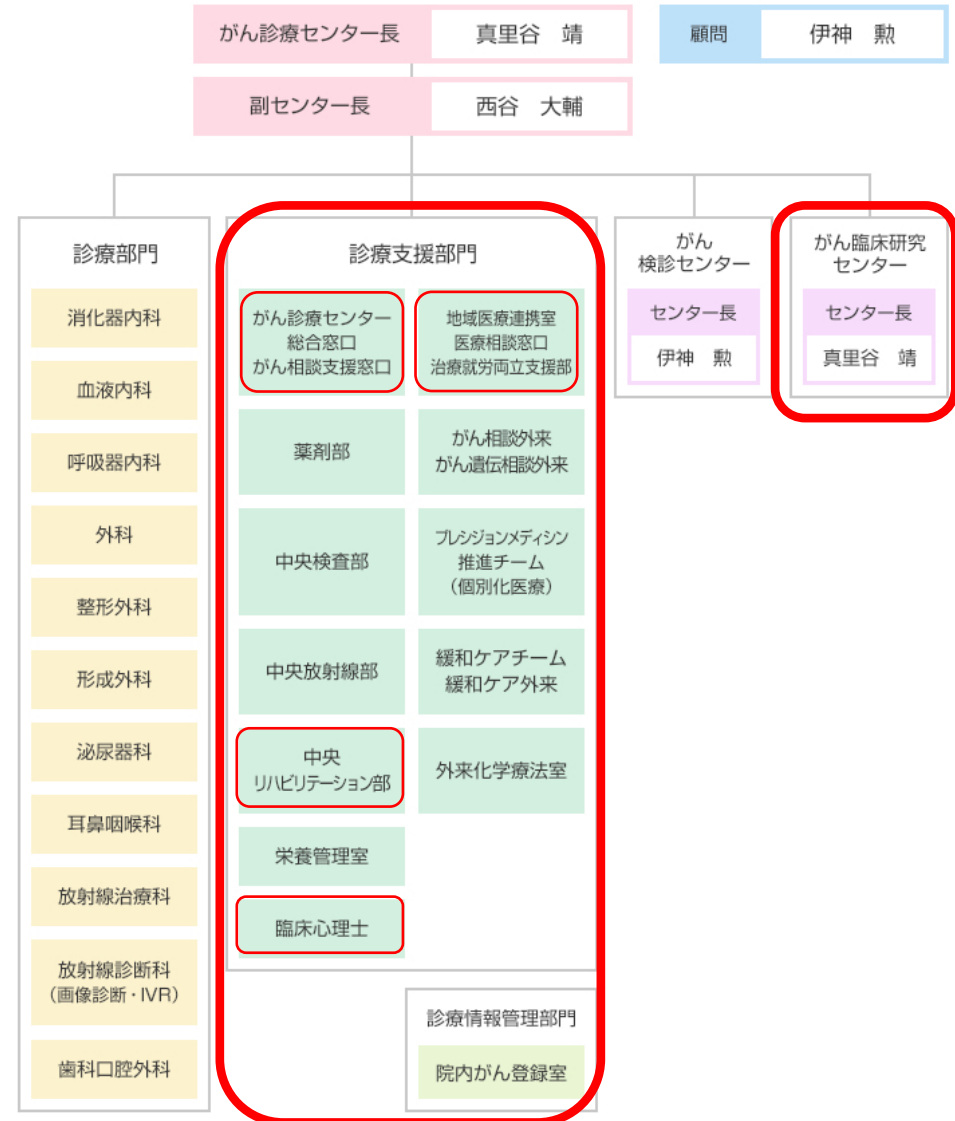 がん診療センター長
真里谷　靖
顧問
伊神　勲
副センター長
西谷　大輔
診療部門
消化器内科
血液内科
呼吸器内科
外科
整形外科
形成外科
泌尿器科
耳鼻咽喉科
放射線治療科
放射線診断科
（画像診断・IVR）
歯科口腔外科
診療支援部門
がん診療センター
総合窓口
がん相談支援窓口
薬剤部
中央検査部
中央放射線部
中央
リハビリテーション部
栄養管理室
臨床心理士
地域医療連携室
医療相談窓口
治療就労両立支援部
がん相談外来
がん遺伝相談外来
プレシジョンメディシン
推進チーム
（個別化医療）
緩和ケアチーム
緩和ケア外来
外来化学療法室
診療情報管理部門
院内がん登録室
がん
検診センター
センター長
伊神　勲
がん臨床研究
センター
センター長
真里谷　靖